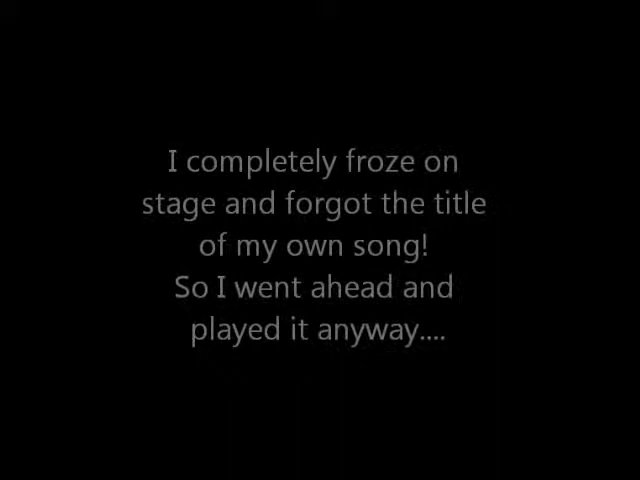 I completely froze on
stage and forgot the title
of my own song!
So I went ahead and
played it anyway....